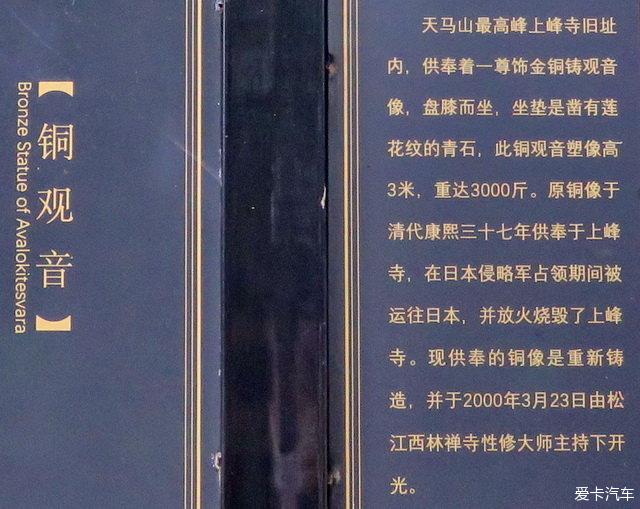 【铜观音】
Bronze Statue of Avalokitesvara
天马山最高峰上峰寺旧址
内，供奉着一尊饰金铜铸观音
像，盘膝而坐，坐垫是凿有莲
花纹的青石，此铜观音塑像高
3米，重达3000斤。原铜像于
清代康熙三十七年供奉于上峰
寺，在日本侵略军占领期间被
运往日本，并放火烧毁了上峰
寺。现供奉的铜像是重新铸
造，并于2000年3月23日由松
江西林禅寺性修大师主持下开
光。
爱卡汽车